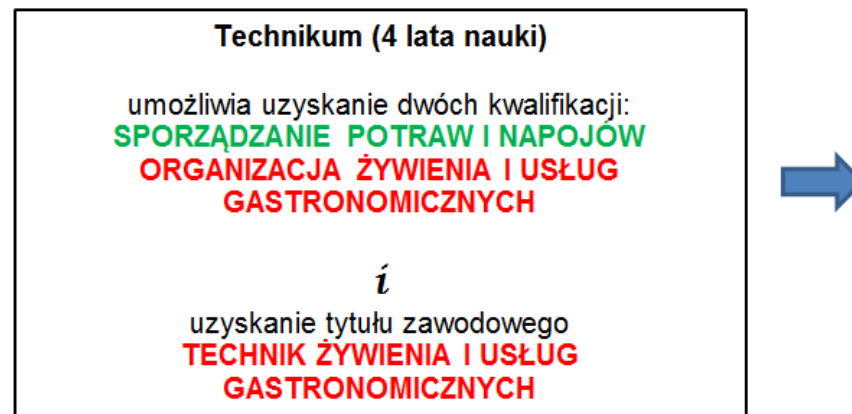 Technikum (4 lata nauki)
umożliwia uzyskanie dwóch kwalifikacji:
SPORZĄDZANIE POTRAW I NAPOJÓW
ORGANIZACJA ŻYWIENIA I USŁUG
GASTRONOMICZNYCH
i
uzyskanie tytułu zawodowego
TECHNIK ŻYWIENIA I USŁUG
GASTRONOMICZNYCH